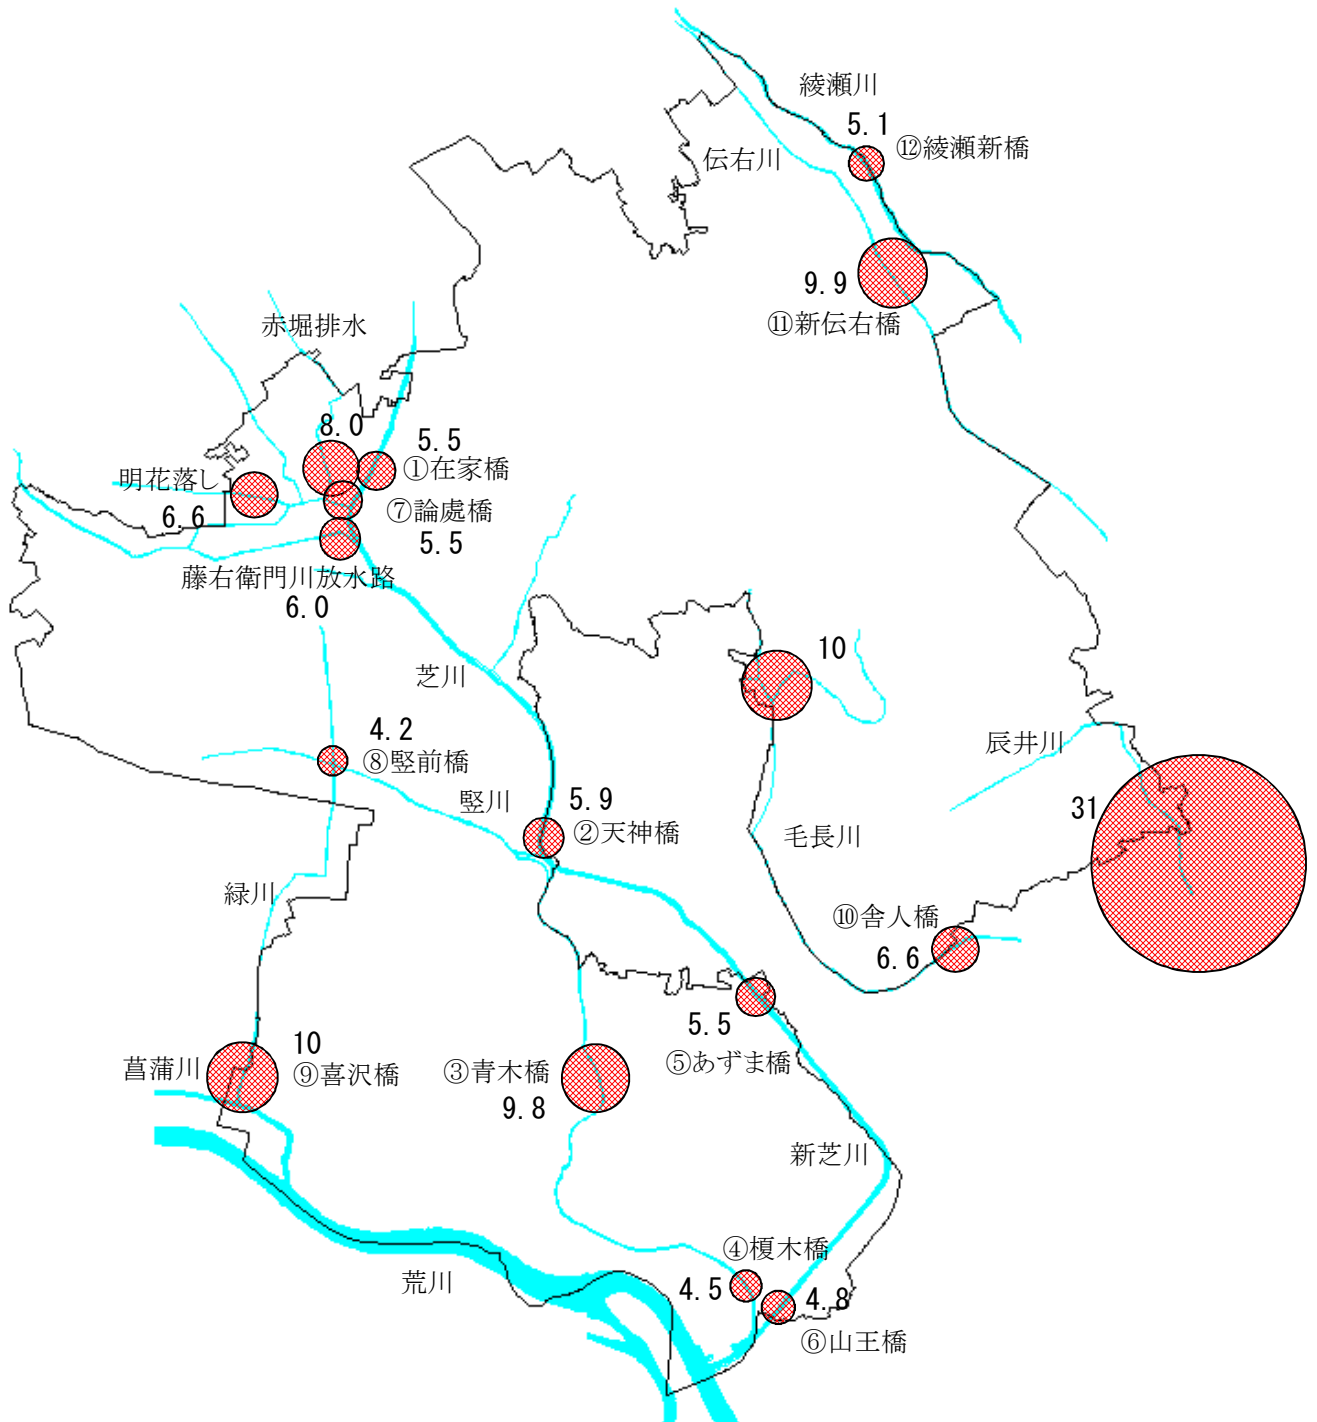 綾瀬川
5.1
⑫綾瀬新橋
伝右川
9.9
⑪新伝右橋
赤堀排水
8.0
5.5
①在家橋
明花落し
6.6
⑦論處橋
5.5
藤右衛門川放水路
6.0
芝川
10
4.2
⑧竪前橋
辰井川
竪川
5.9
②天神橋
31
毛長川
緑川
⑩舎人橋
6.6
5.5
⑤あずま橋
10
菖蒲川
⑨喜沢橋
③青木橋
9.8
新芝川
④榎木橋
荒川
4.5
4.8
⑥山王橋